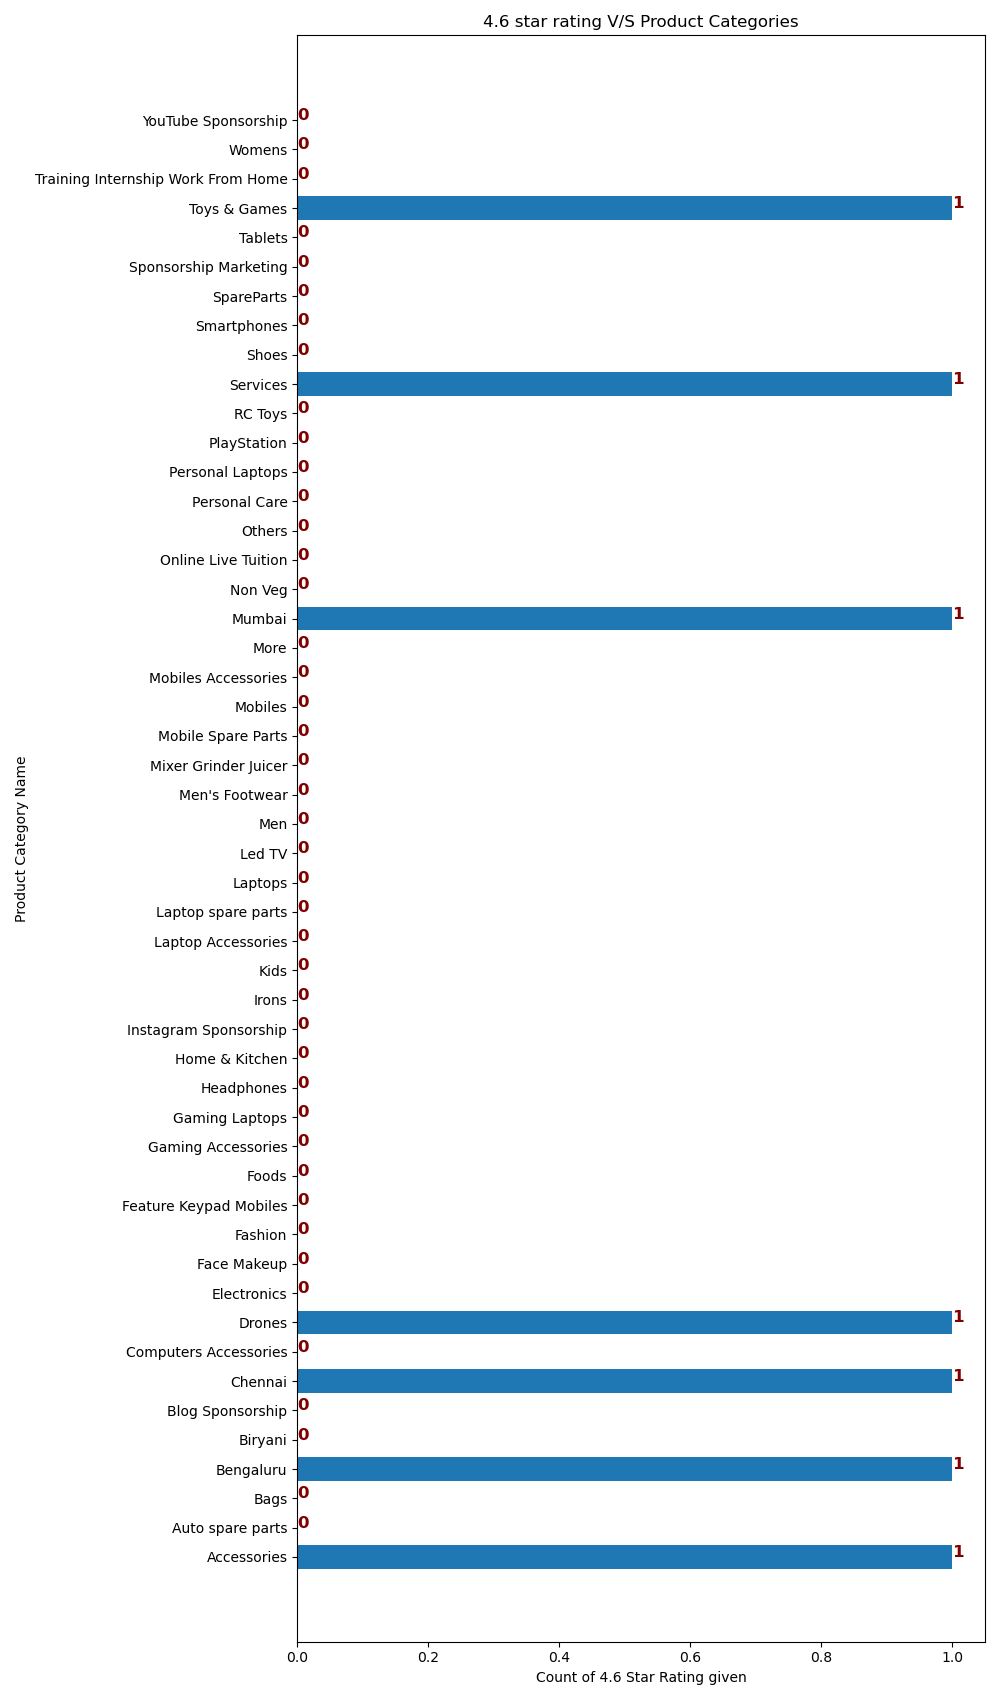 4.6 star rating V/S Product Categories
YouTube Sponsorship 0
Womens 0
Training Internship Work From Home 0
Toys & Games 1
Tablets 0
Sponsorship Marketing 0
SpareParts 0
Smartphones 0
Shoes 0
Services 1
RC Toys 0
PlayStation 0
Personal Laptops 0
Personal Care 0
Others 0
Online Live Tuition 0
Non Veg 0
Mumbai 1
More 0
Mobiles Accessories 0
Mobiles 0
Mobile Spare Parts 0
Mixer Grinder Juicer 0
Men's Footwear 0
Men 0
Led TV 0
Laptops 0
Laptop spare parts 0
Laptop Accessories 0
Kids 0
Irons 0
Instagram Sponsorship 0
Home & Kitchen 0
Headphones 0
Gaming Laptops 0
Gaming Accessories 0
Foods 0
Feature Keypad Mobiles 0
Fashion 0
Face Makeup 0
Electronics 0
Drones 1
Computers Accessories 0
Chennai 1
Blog Sponsorship 0
Biryani 0
Bengaluru 1
Bags 0
Auto spare parts 0
Accessories 1
Product Category Name
0.0 0.2 0.4 0.6 0.8 1.0
Count of 4.6 Star Rating given